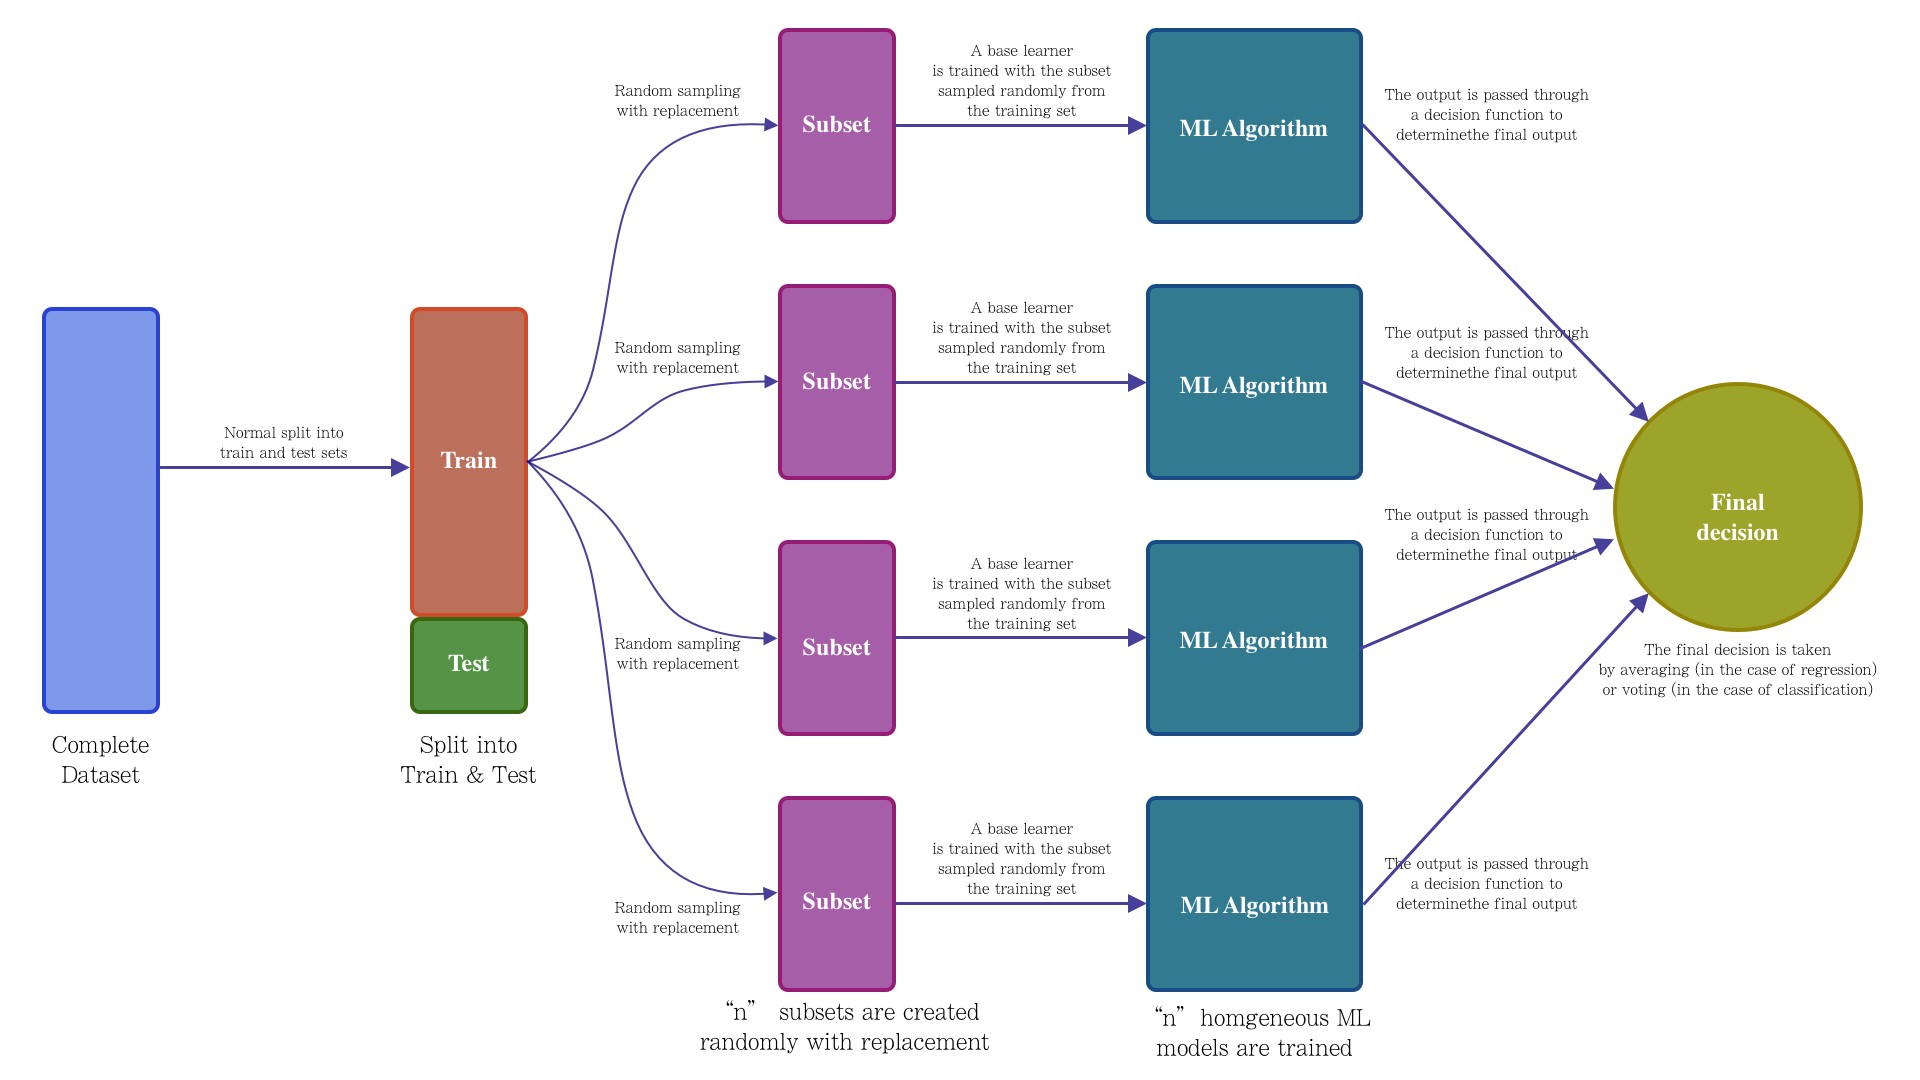 Complete
Dataset
Normal split into
train and test sets
Train
Test
Split into
Train & Test
Random sampling
with replacement
Subset
A base learner
is trained with the subset
sampled randomly from
the training set
ML Algorithm
The output is passed through
a decision function to
determinethe final output
Random sampling
with replacement
Subset
A base learner
is trained with the subset
sampled randomly from
the training set
ML Algorithm
The output is passed through
a decision function to
determinethe final output
Random sampling
with replacement
Subset
A base learner
is trained with the subset
sampled randomly from
the training set
ML Algorithm
The output is passed through
a decision function to
determinethe final output
Random sampling
with replacement
Subset
A base learner
is trained with the subset
sampled randomly from
the training set
ML Algorithm
The output is passed through
a decision function to
determinethe final output
“n” subsets are created
randomly with replacement
“n” homgeneous ML
models are trained
Final
decision
The final decision is taken
by averaging (in the case of regression)
or voting (in the case of classification)